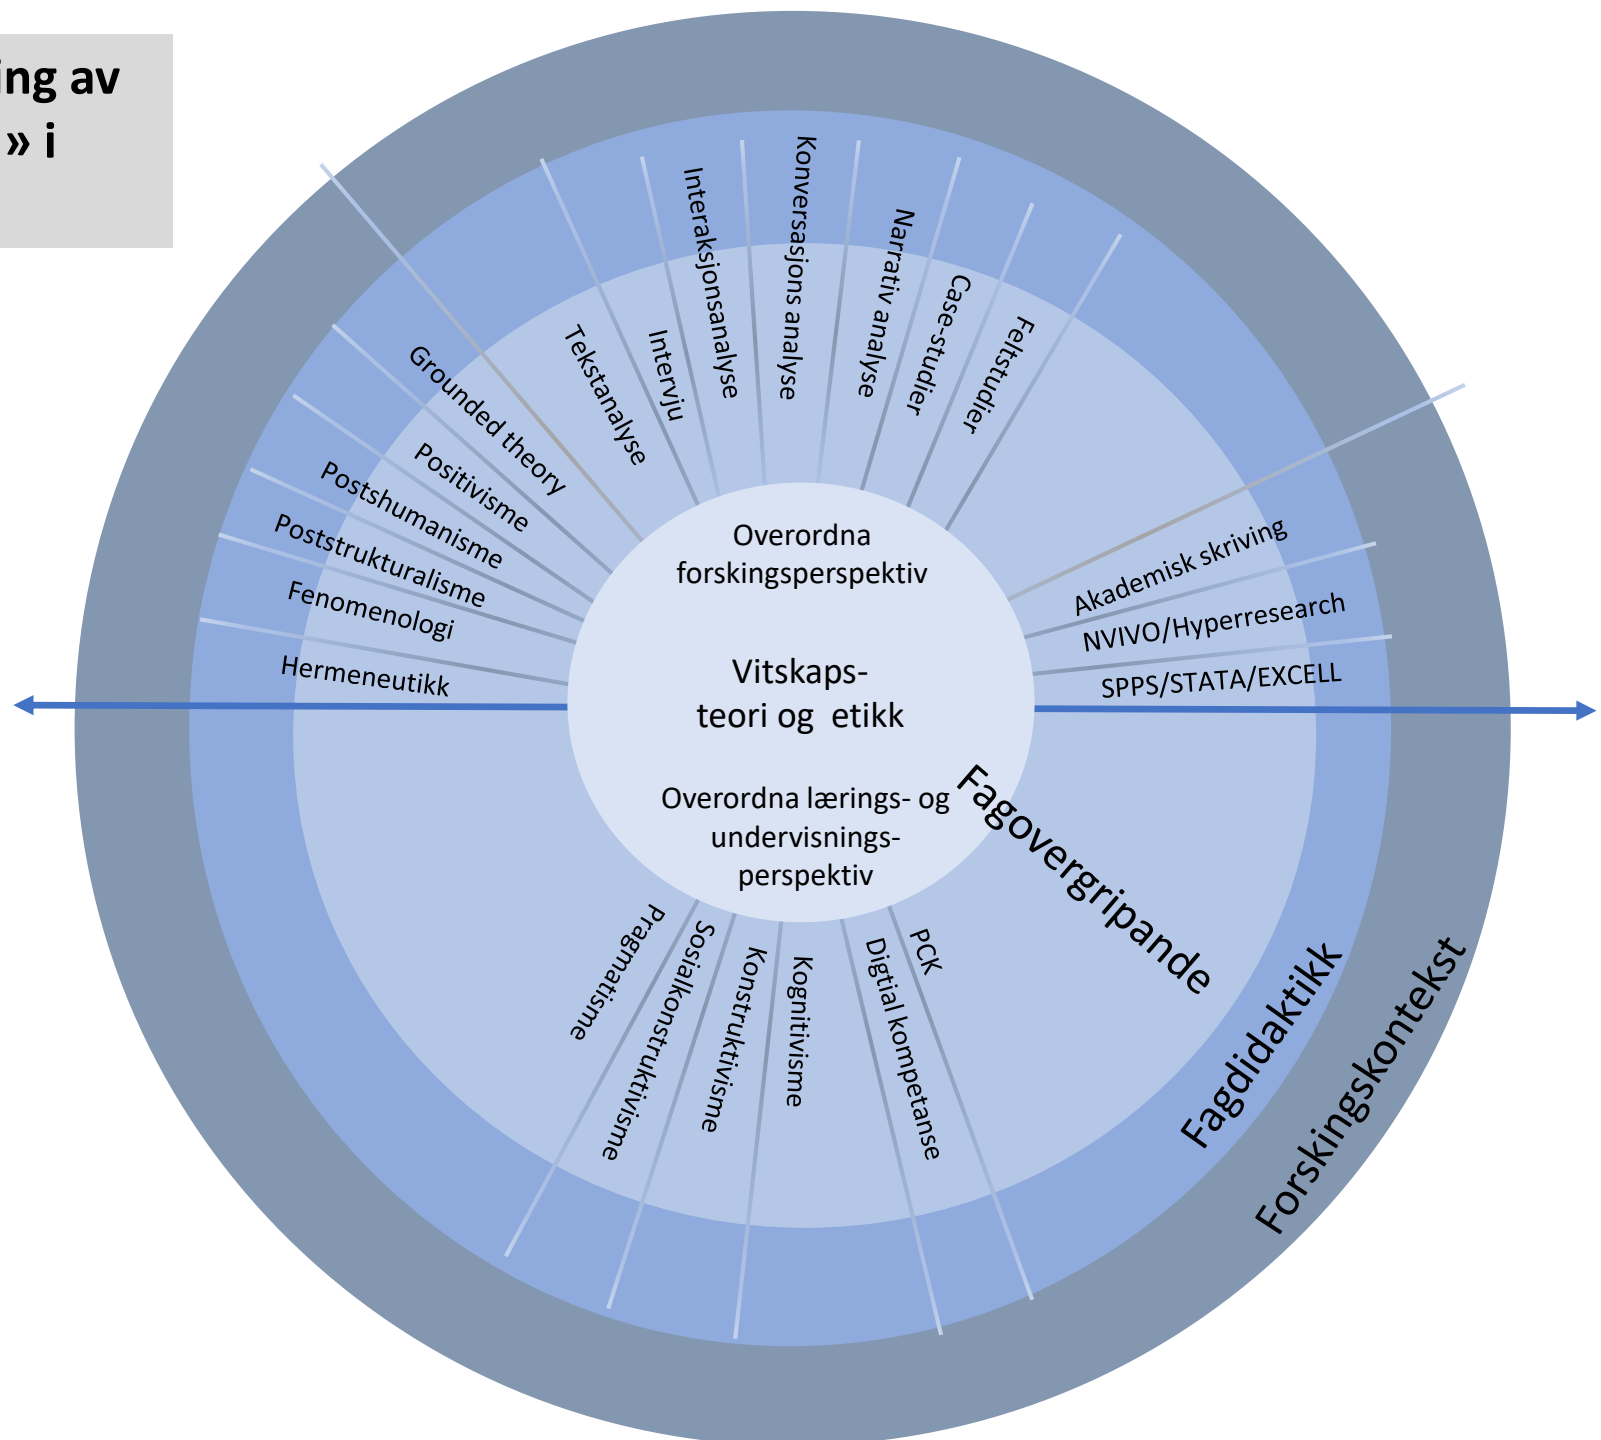 ing av
» i
Hermeneutikk
Fenomenologi
Poststrukturalisme
Postshumanisme
Positivisme
Grounded theory
Tekstanalyse
Intervju
Interaksjonsanalyse
Konversasjons analyse
Narrativ analyse
Case-studier
Feltstudier
Akademisk skriving
NVIVO/Hyperresearch
SPPS/STATA/EXCELL
Overordna
forskingsperspektiv
Vitskaps-
teori og etikk
Overordna lærings- og
undervisnings-
perspektiv
Pragmatisme
Sosialkonstruktivisme
Konstruktivisme
Kognitivisme
Digtial kompetanse
PCK
Fagovergripande
Fagdidaktikk
Forskingskontekst